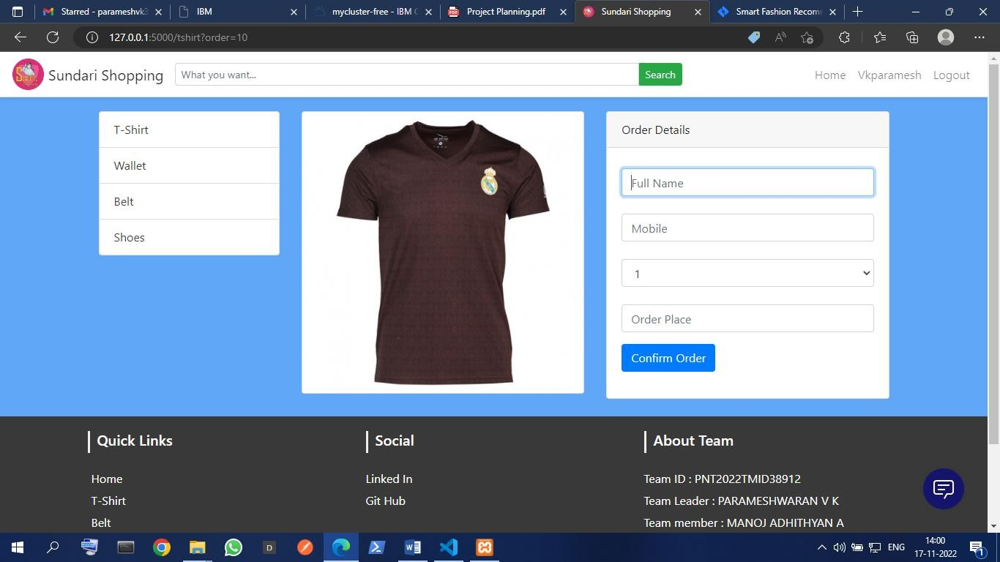 Starred - parameshvk3
IBM
mycluster-free - IBM C
Project Planning.pdf
Sundari Shopping
Smart Fashion Recomm
127.0.0.1:5000/tshirt?order=10
Sundari Shopping
What you want...
Search
Home
Vkparamesh
Logout
T-Shirt
Wallet
Belt
Shoes
Order Details
Full Name
Mobile
1
Order Place
Confirm Order
Quick Links
Home
T-Shirt
Belt
Social
Linked In
Git Hub
About Team
Team ID : PNT2022TMID38912
Team Leader : PARAMESHWARAN V K
Team member : MANOJ ADHITHYAN A
ENG
14:00
17-11-2022
1